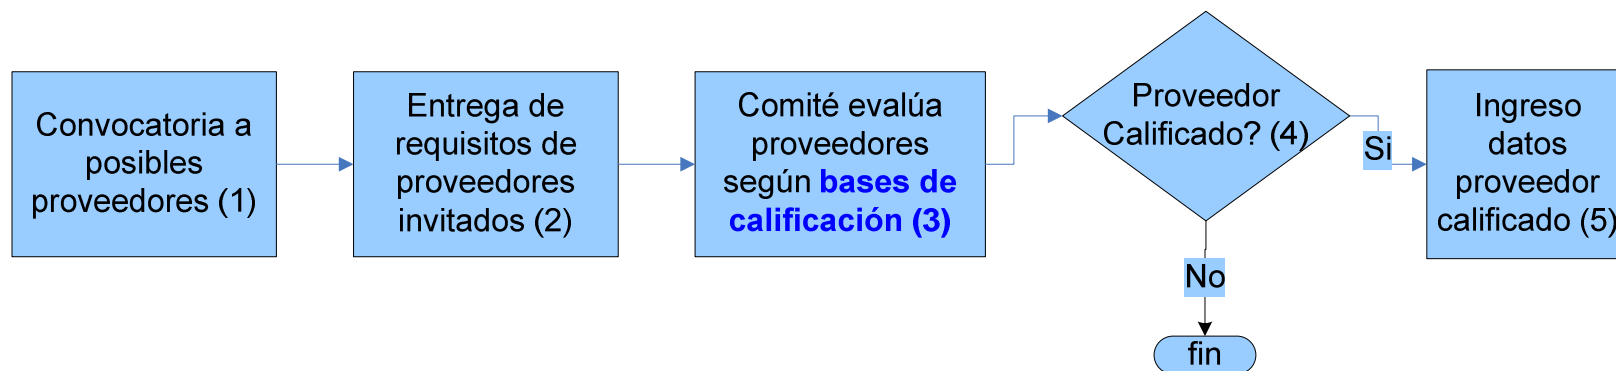 Convocatoria a
posibles
proveedores (1)
Entrega de
requisitos de
proveedores
invitados (2)
Comité evalúa
proveedores
según bases de
calificación (3)
Proveedor
Calificado? (4)
Si
No
fin
Ingreso
datos
proveedor
calificado (5)